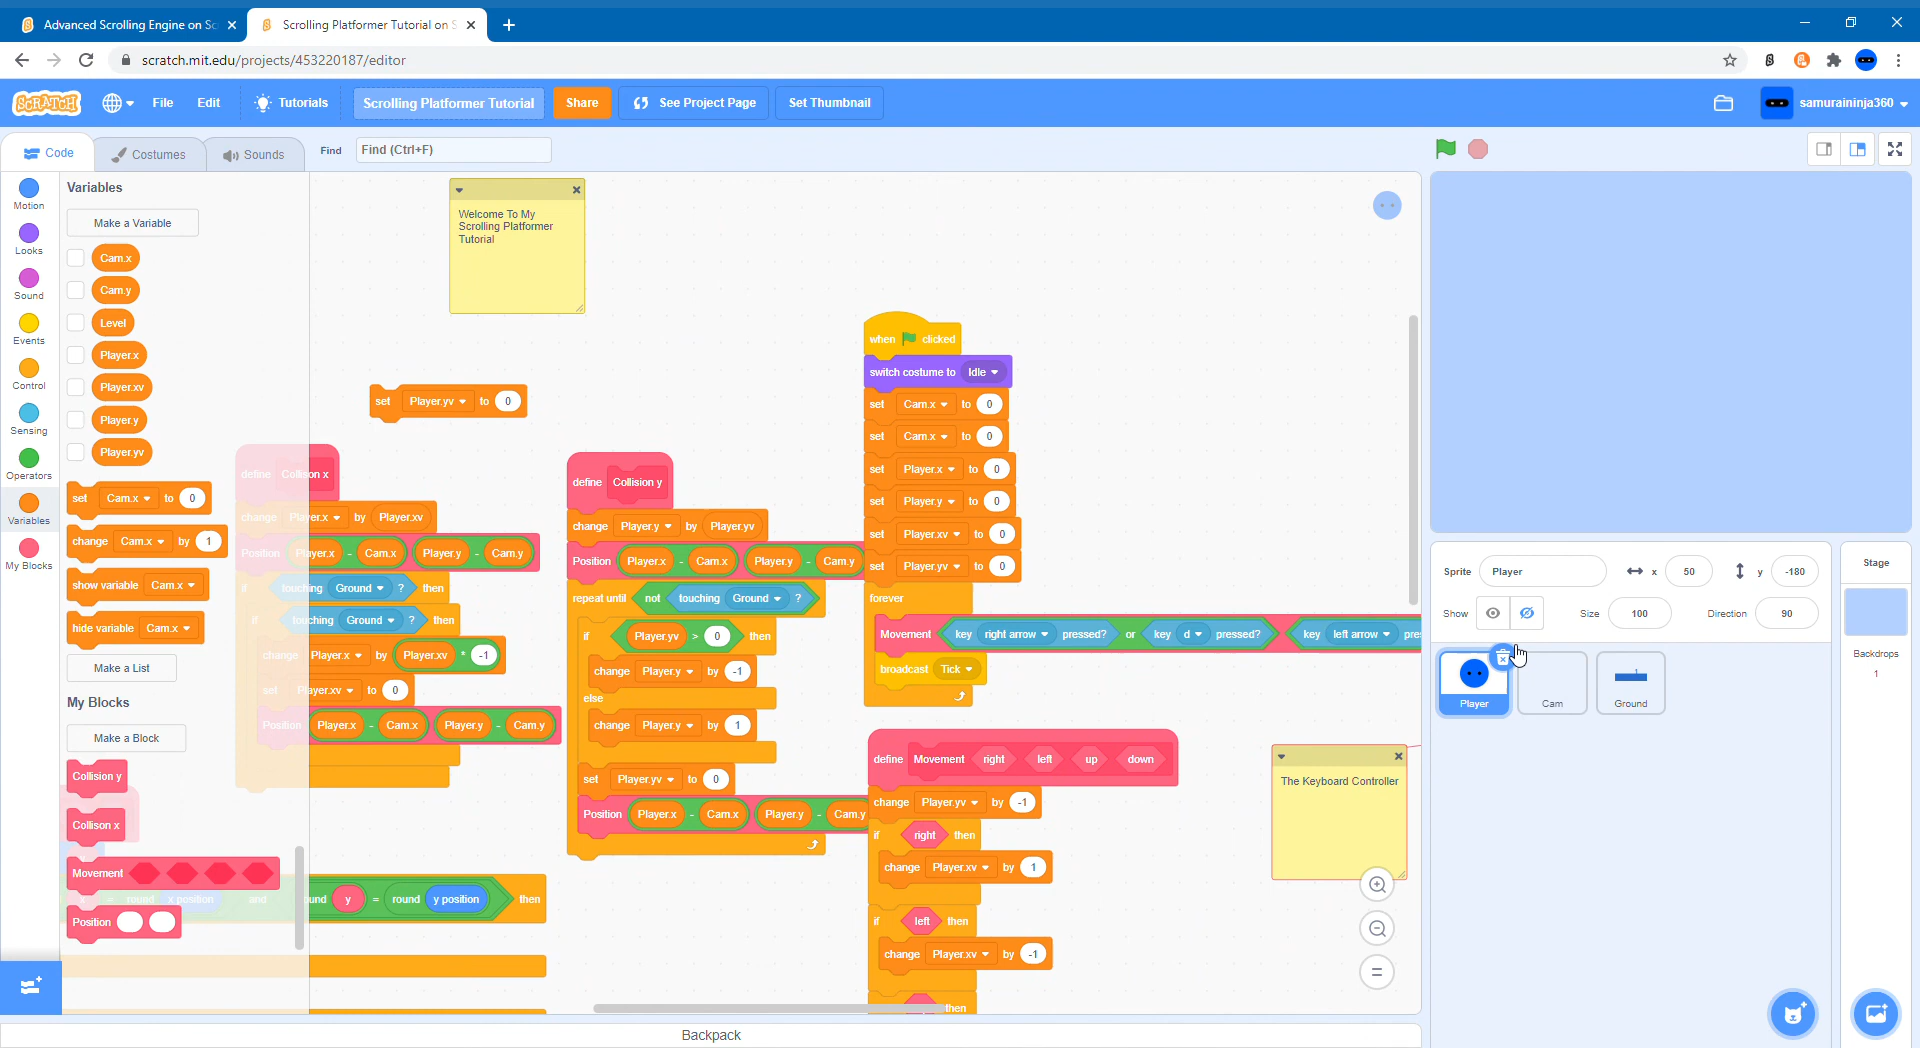 Advanced Scrolling Engine on Sc
Scrolling Platformer Tutorial on S
scratch.mit.edu/projects/453220187/editor
SCRATCH
File
Edit
Tutorials
Scrolling Platformer Tutorial
Share
See Project Page
Set Thumbnail
samuraininja360
Code
Costumes
Sounds
Find
Find (Ctrl+F)
Motion
Looks
Sound
Events
Control
Sensing
Operators
Variables
My Blocks
Variables
Make a Variable
Cam.x
Cam.y
Level
Player.x
Player.xv
Player.y
Player.yv
set Cam.x to 0
change Cam.x by 1
show variable Cam.x
hide variable Cam.x
Make a List
My Blocks
Make a Block
Collision y
Collison x
Movement
Position
Welcome To My
Scrolling Platformer
Tutorial
set Player.yv to 0
define Collison x
change Player.x by Player.xv
Position Player.x - Cam.x Player.y - Cam.y
if touching Ground ? then
if touching Ground ? then
change Player.x by Player.xv * -1
set Player.xv to 0
Position Player.x - Cam.x Player.y - Cam.y
x = round x position and round y = round y position then
define Collision y
change Player.y by Player.yv
Position Player.x - Cam.x Player.y - Cam.y
repeat until not touching Ground ?
if Player.yv > 0 then
change Player.y by -1
else
change Player.y by 1
set Player.yv to 0
Position Player.x - Cam.x Player.y - Cam.y
when clicked
switch costume to Idle
set Cam.x to 0
set Cam.x to 0
set Player.x to 0
set Player.y to 0
set Player.xv to 0
set Player.yv to 0
forever
Movement key right arrow pressed? or key d pressed? key left arrow pre
broadcast Tick
define Movement right left up down
change Player.yv by -1
if right then
change Player.xv by 1
if left then
change Player.xv by -1
then
The Keyboard Controller
Backpack
Sprite Player x 50 y -180
Show Size 100 Direction 90
Player
Cam
Ground
Stage
Backdrops
1